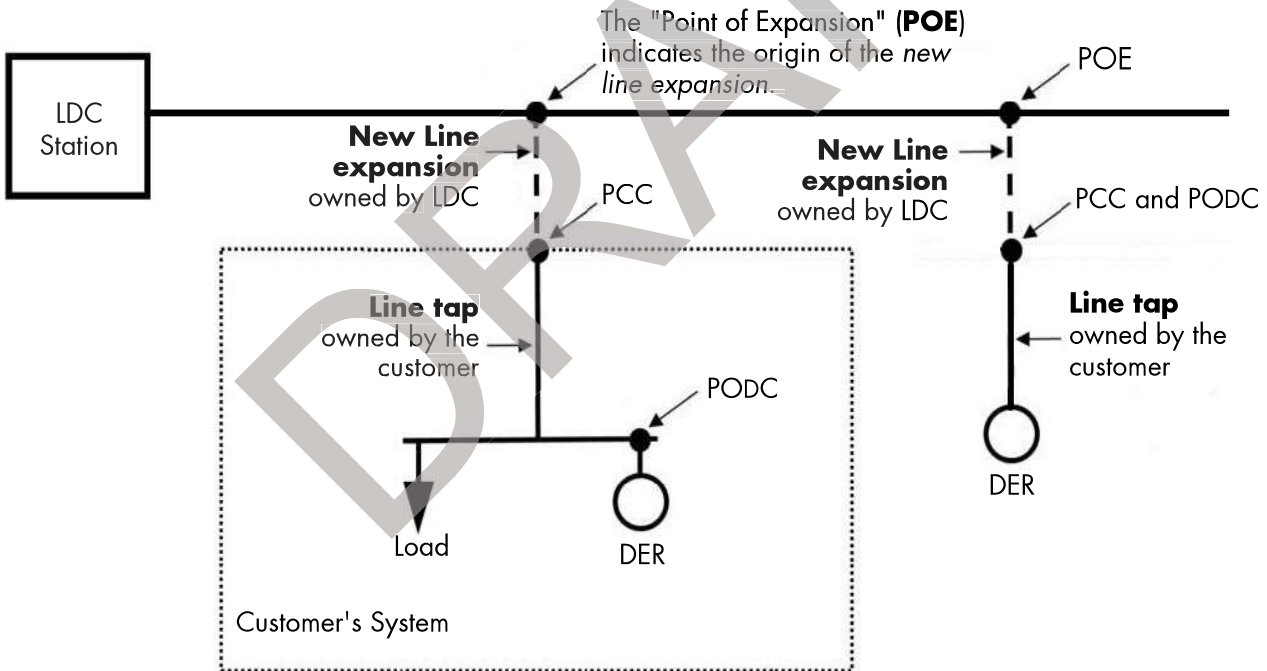 The "Point of Expansion" (POE)
indicates the origin of the new
line expansion.
POE
LDC
Station
New Line
expansion
owned by LDC
PCC
New Line
expansion
owned by LDC
PCC and PODC
Line tap
owned by the
customer
PODC
Load
DER
Customer's System
Line tap
owned by the
customer
DER
DRAF